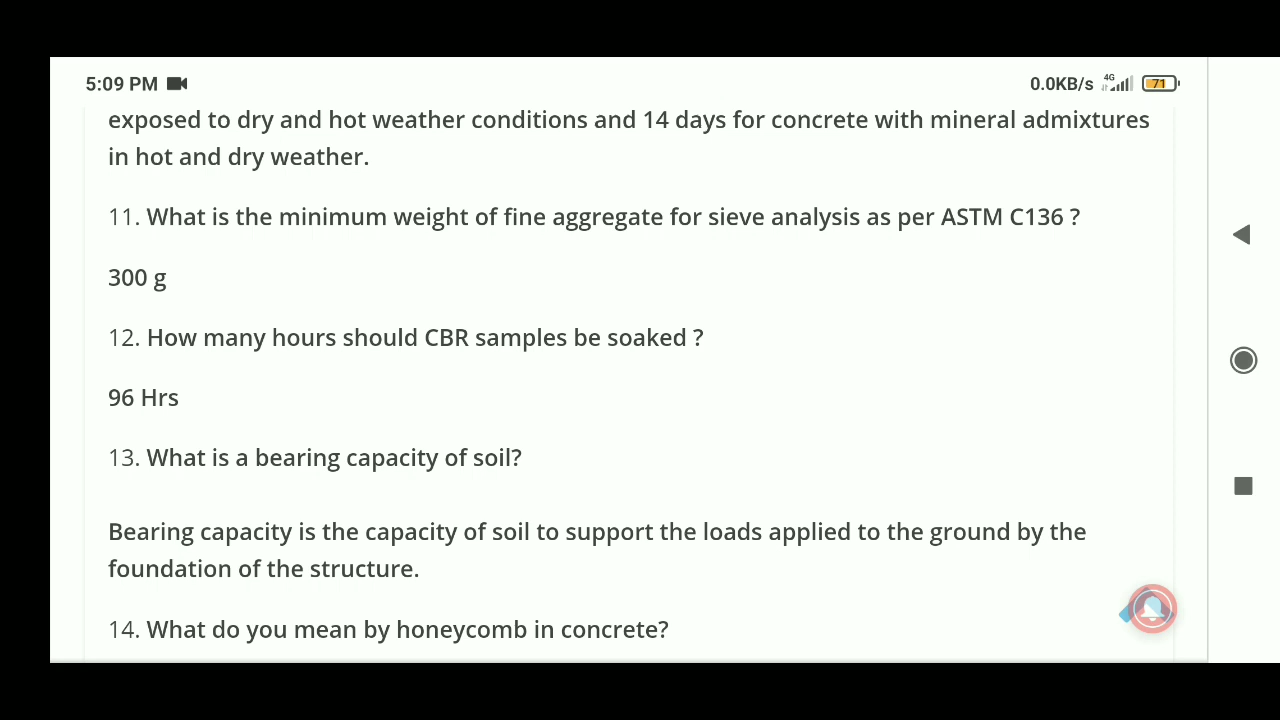 5:09 PM
0.0KB/s 4G 71
exposed to dry and hot weather conditions and 14 days for concrete with mineral admixtures
in hot and dry weather.
11. What is the minimum weight of fine aggregate for sieve analysis as per ASTM C136 ?
300 g
12. How many hours should CBR samples be soaked ?
96 Hrs
13. What is a bearing capacity of soil?
Bearing capacity is the capacity of soil to support the loads applied to the ground by the
foundation of the structure.
14. What do you mean by honeycomb in concrete?